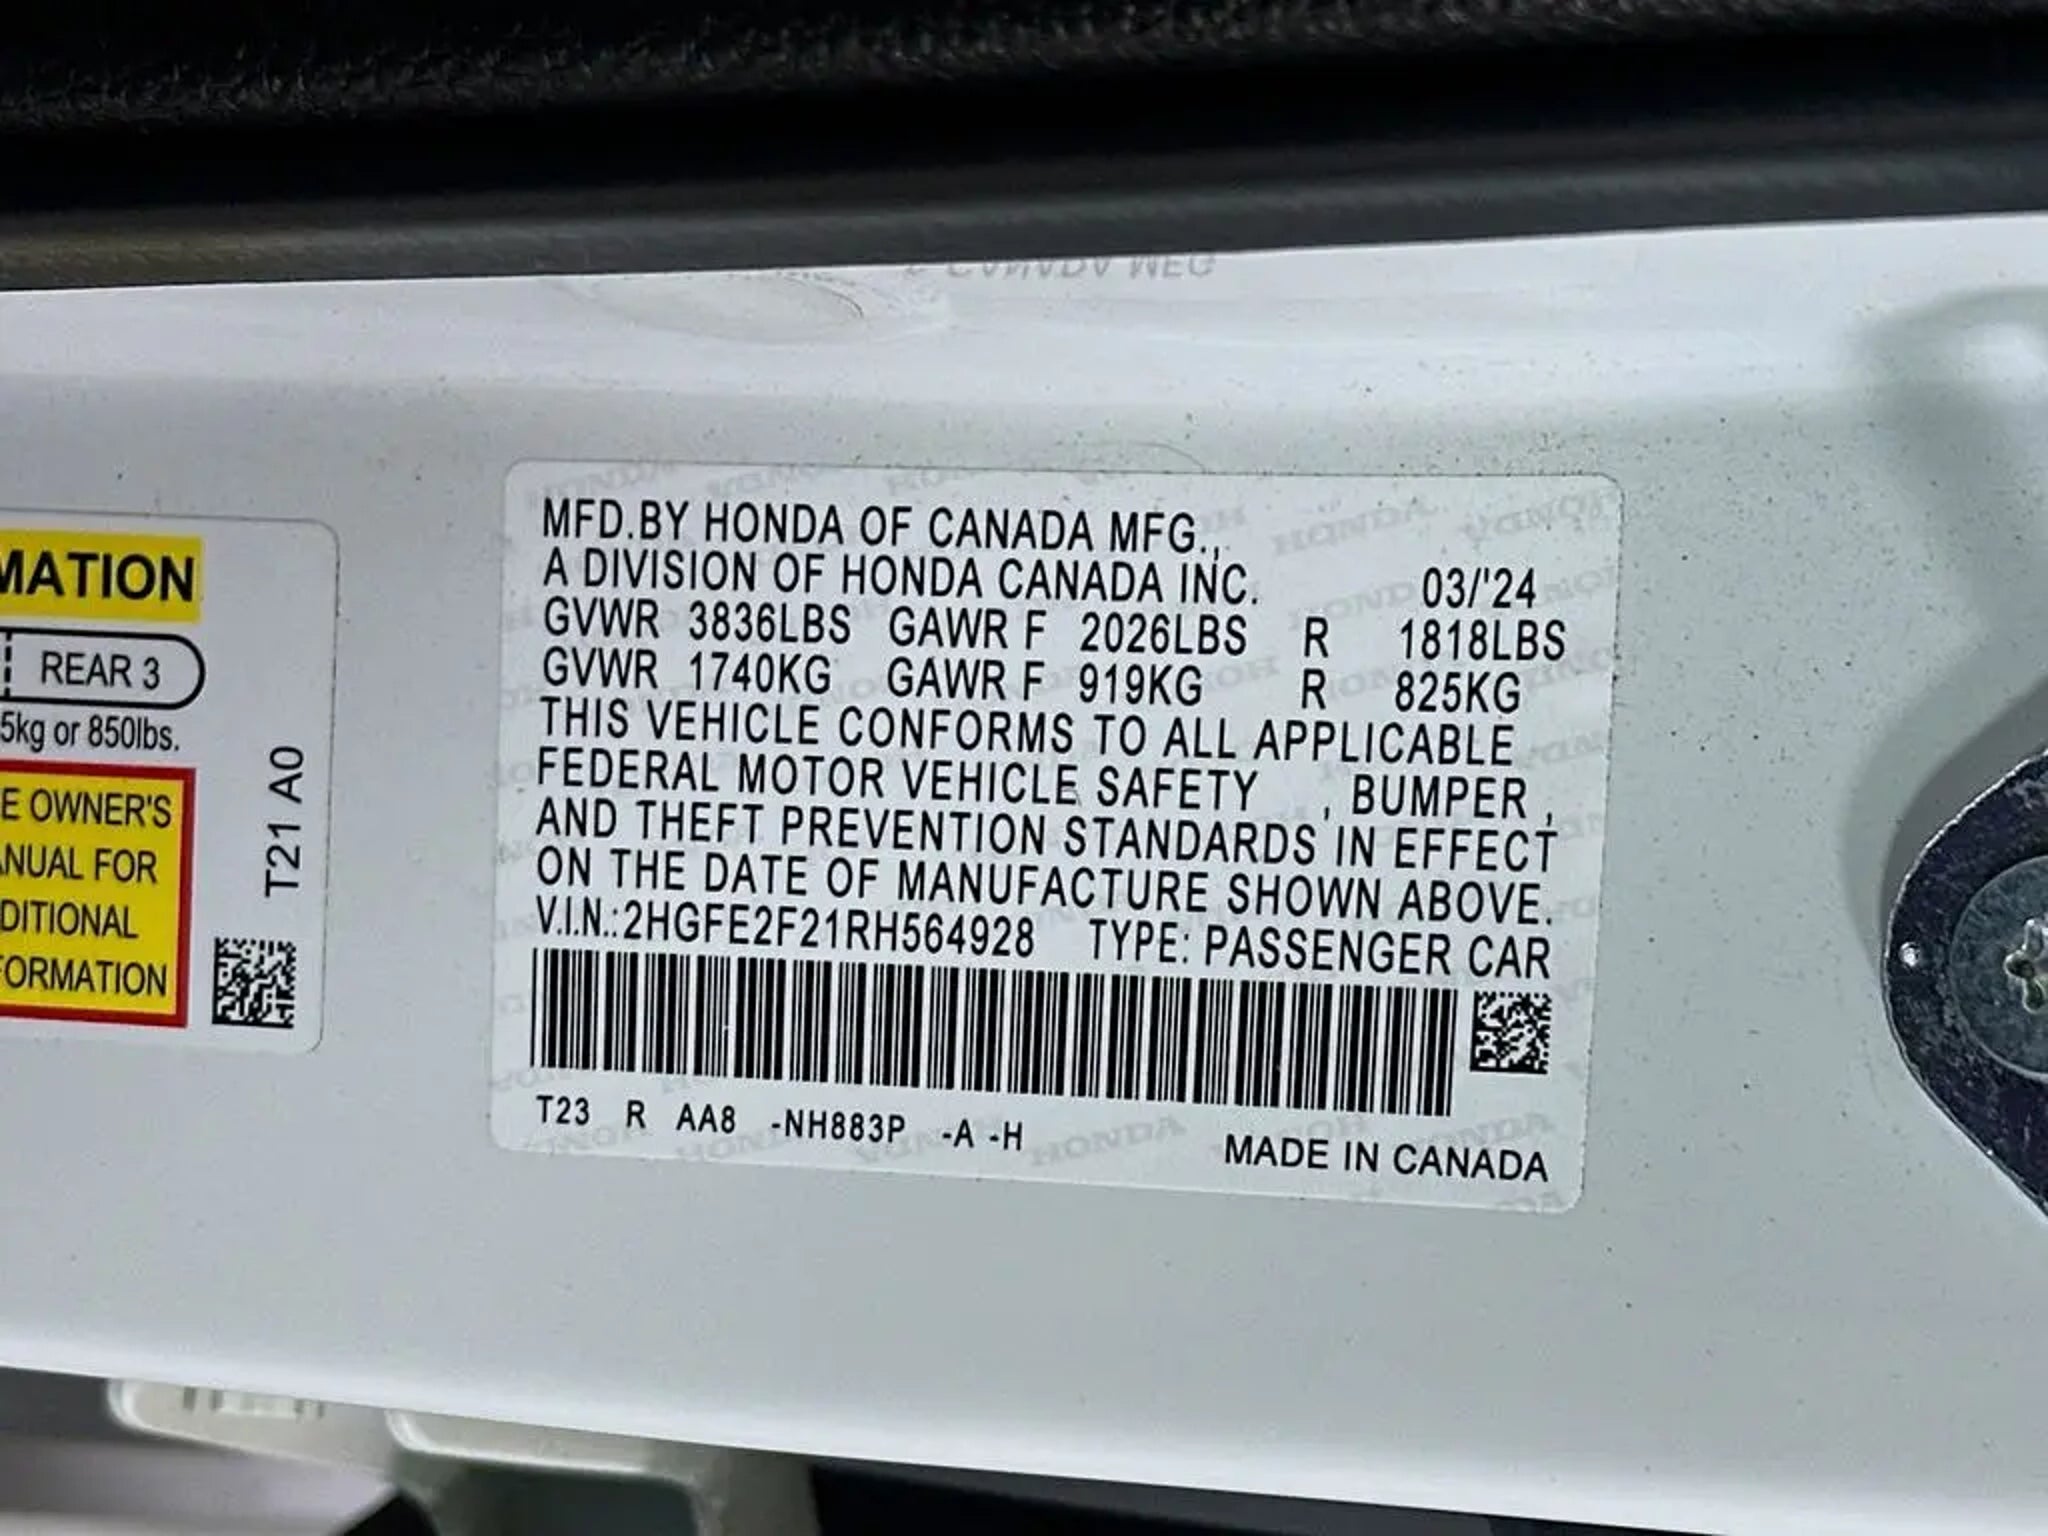 MATION
REAR 3
5kg or 850lbs.
E OWNER'S
ANUAL FOR
DITIONAL
FORMATION
T21 A0
MFD.BY HONDA OF CANADA MFG.,
A DIVISION OF HONDA CANADA INC. 03/'24
GVWR 3836LBS GAWR F 2026LBS R 1818LBS
GVWR 1740KG GAWR F 919KG R 825KG
THIS VEHICLE CONFORMS TO ALL APPLICABLE
FEDERAL MOTOR VEHICLE SAFETY , BUMPER ,
AND THEFT PREVENTION STANDARDS IN EFFECT
ON THE DATE OF MANUFACTURE SHOWN ABOVE.
V.I.N.:2HGFE2F21RH564928 TYPE: PASSENGER CAR
T23 R AA8 -NH883P -A -H
MADE IN CANADA